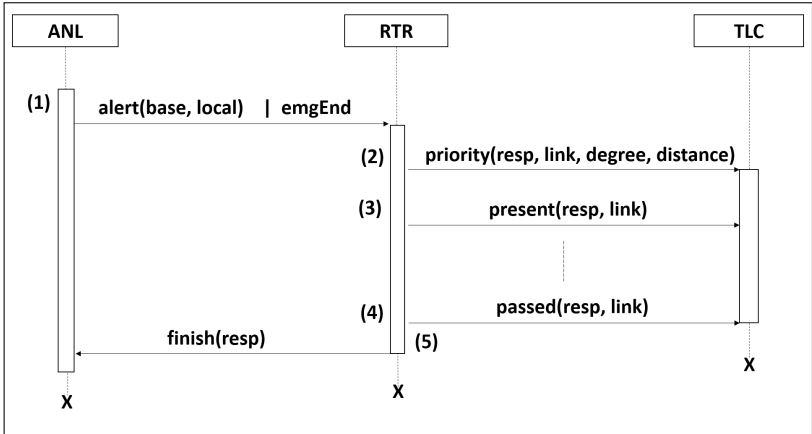 ANL RTR TLC
(1) alert(base, local) | emgEnd
(2) priority(resp, link, degree, distance)
(3) present(resp, link)
(4) passed(resp, link)
finish(resp) (5)
X X X